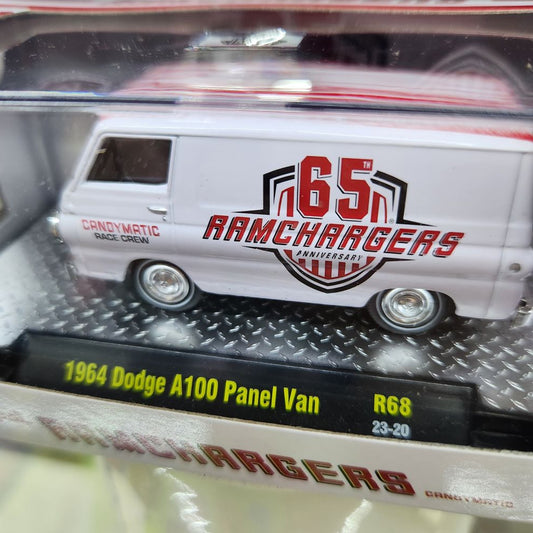 65TH
RAMCHARGERS
ANNIVERSARY
CANDYMATIC
RACE CREW
1964 Dodge A100 Panel Van R68
23-20
RAMCHARGERS CANDYMATIC